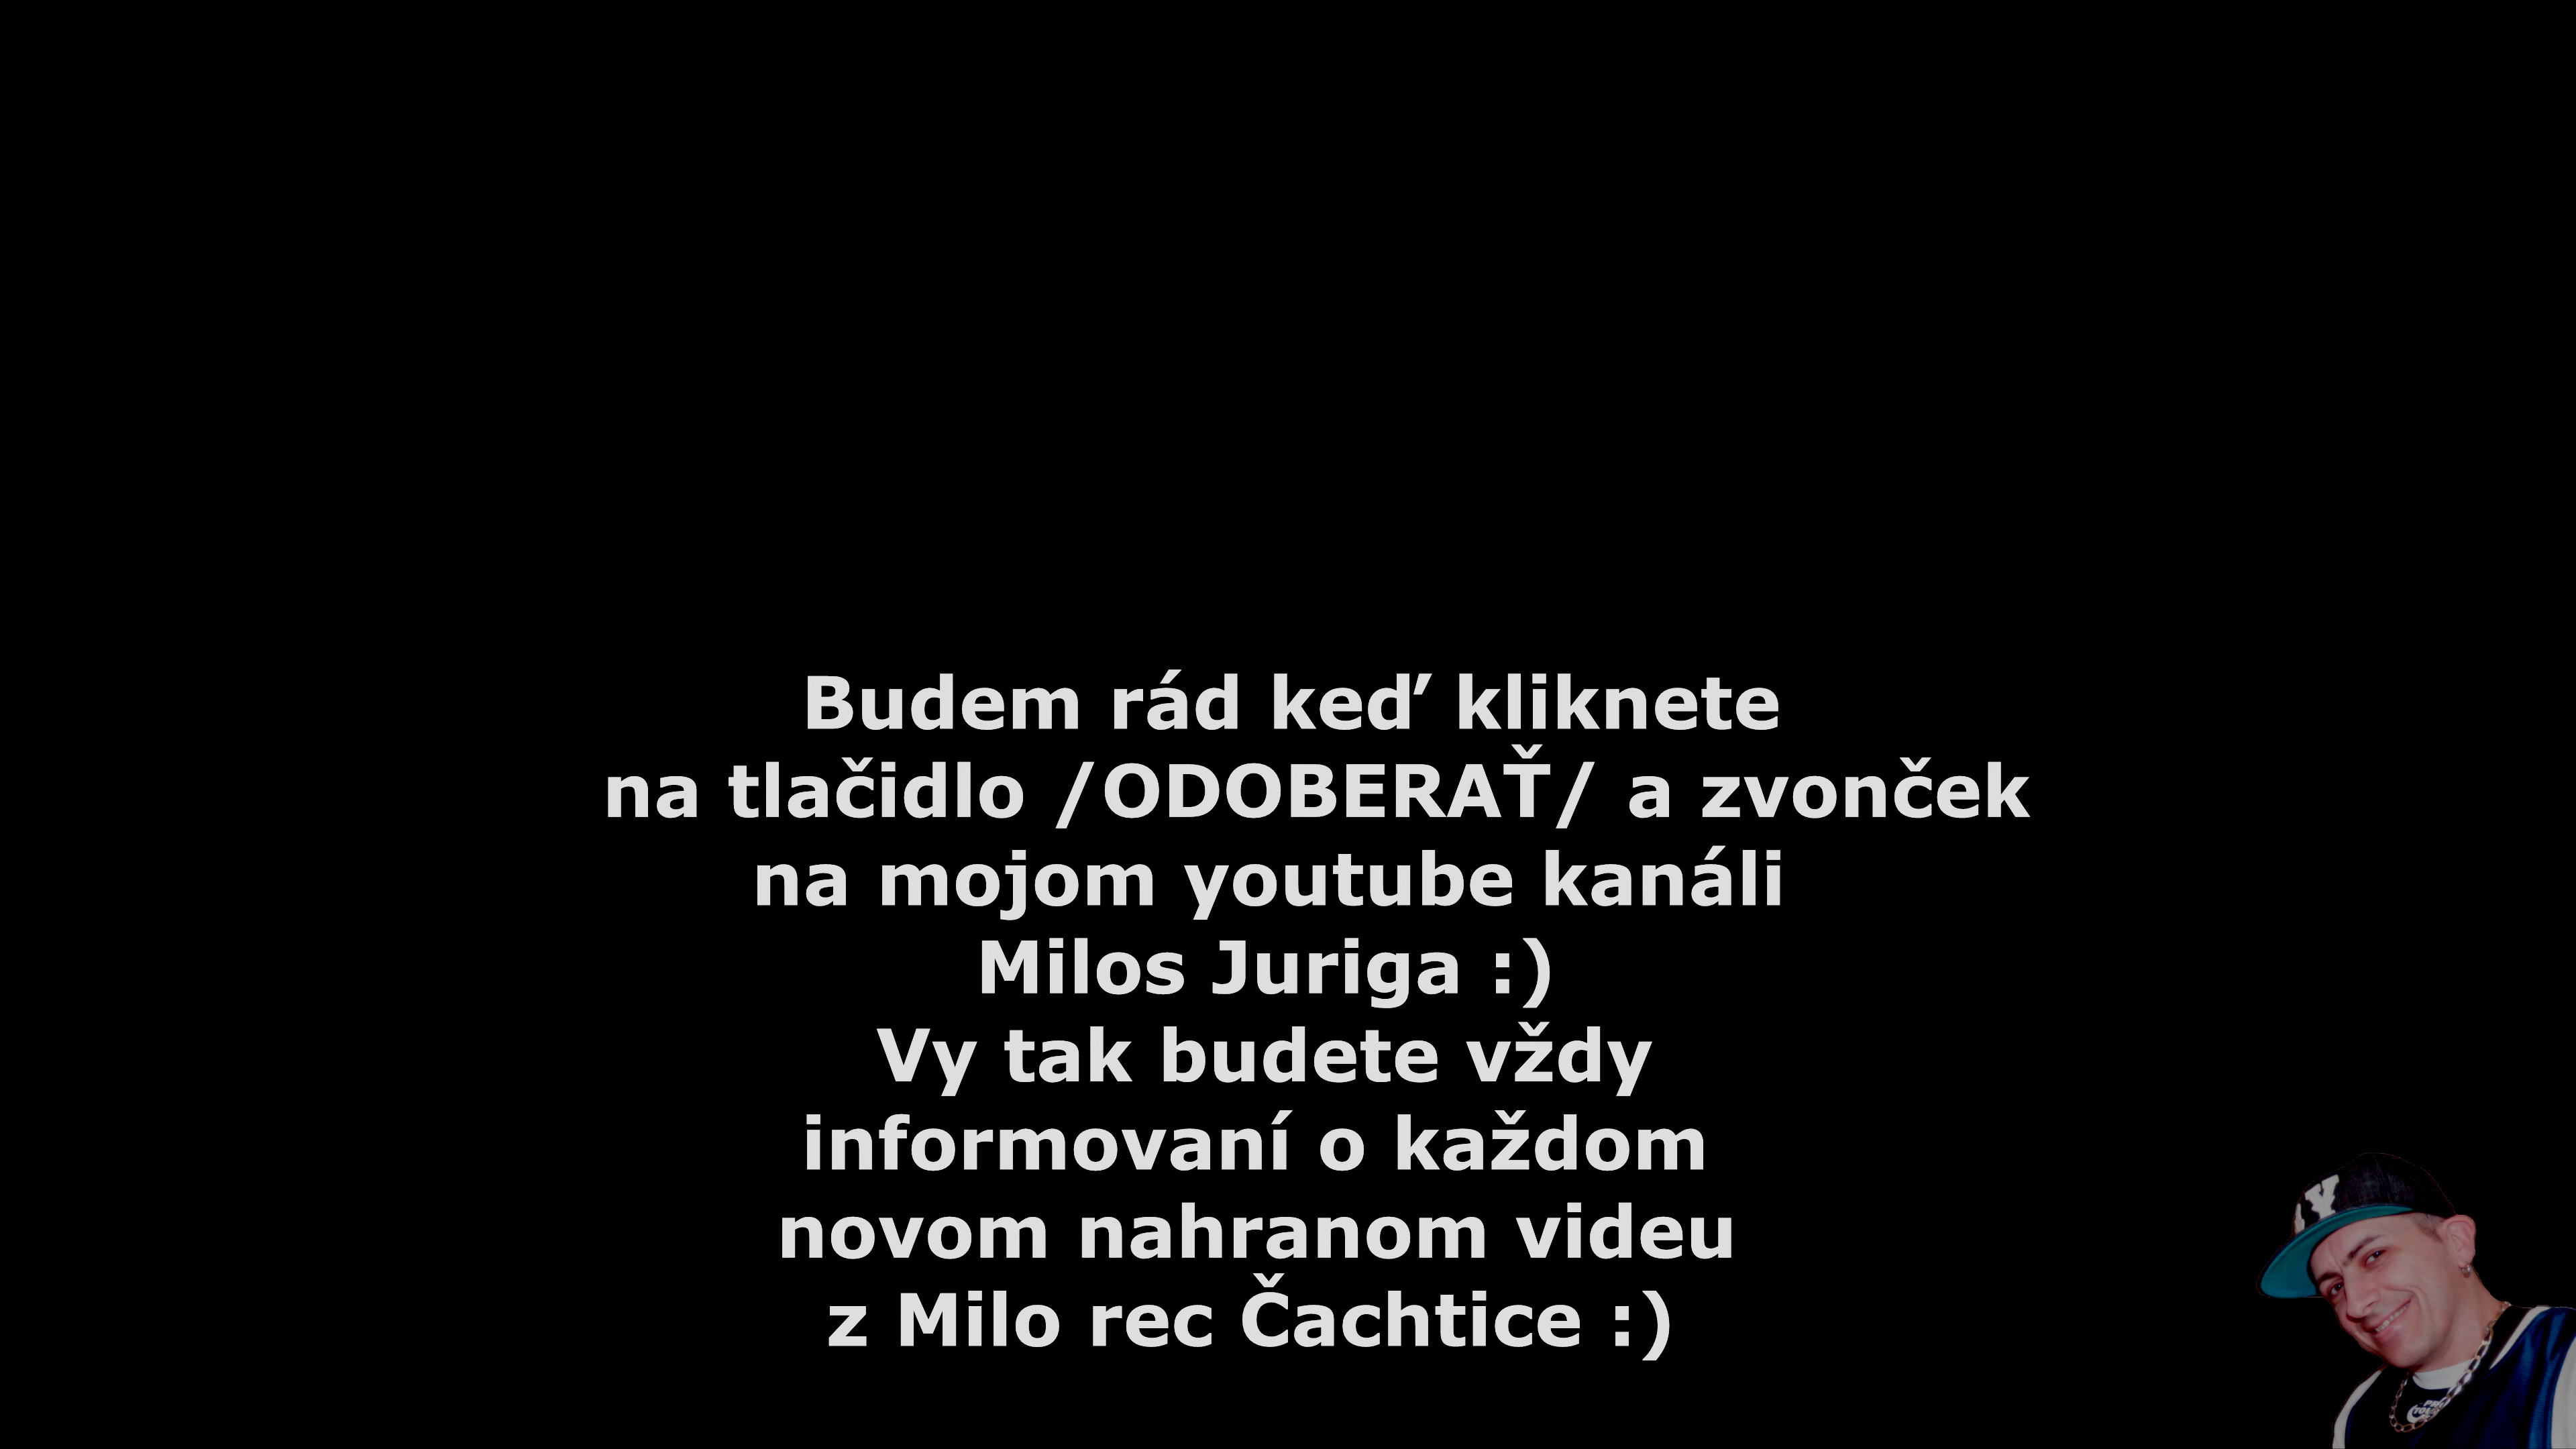 Budem rád keď kliknete
na tlačidlo /ODOBERAŤ/ a zvonček
na mojom youtube kanáli
Milos Juriga :)
Vy tak budete vždy
informovaní o každom
novom nahranom videu
z Milo rec Čachtice :)